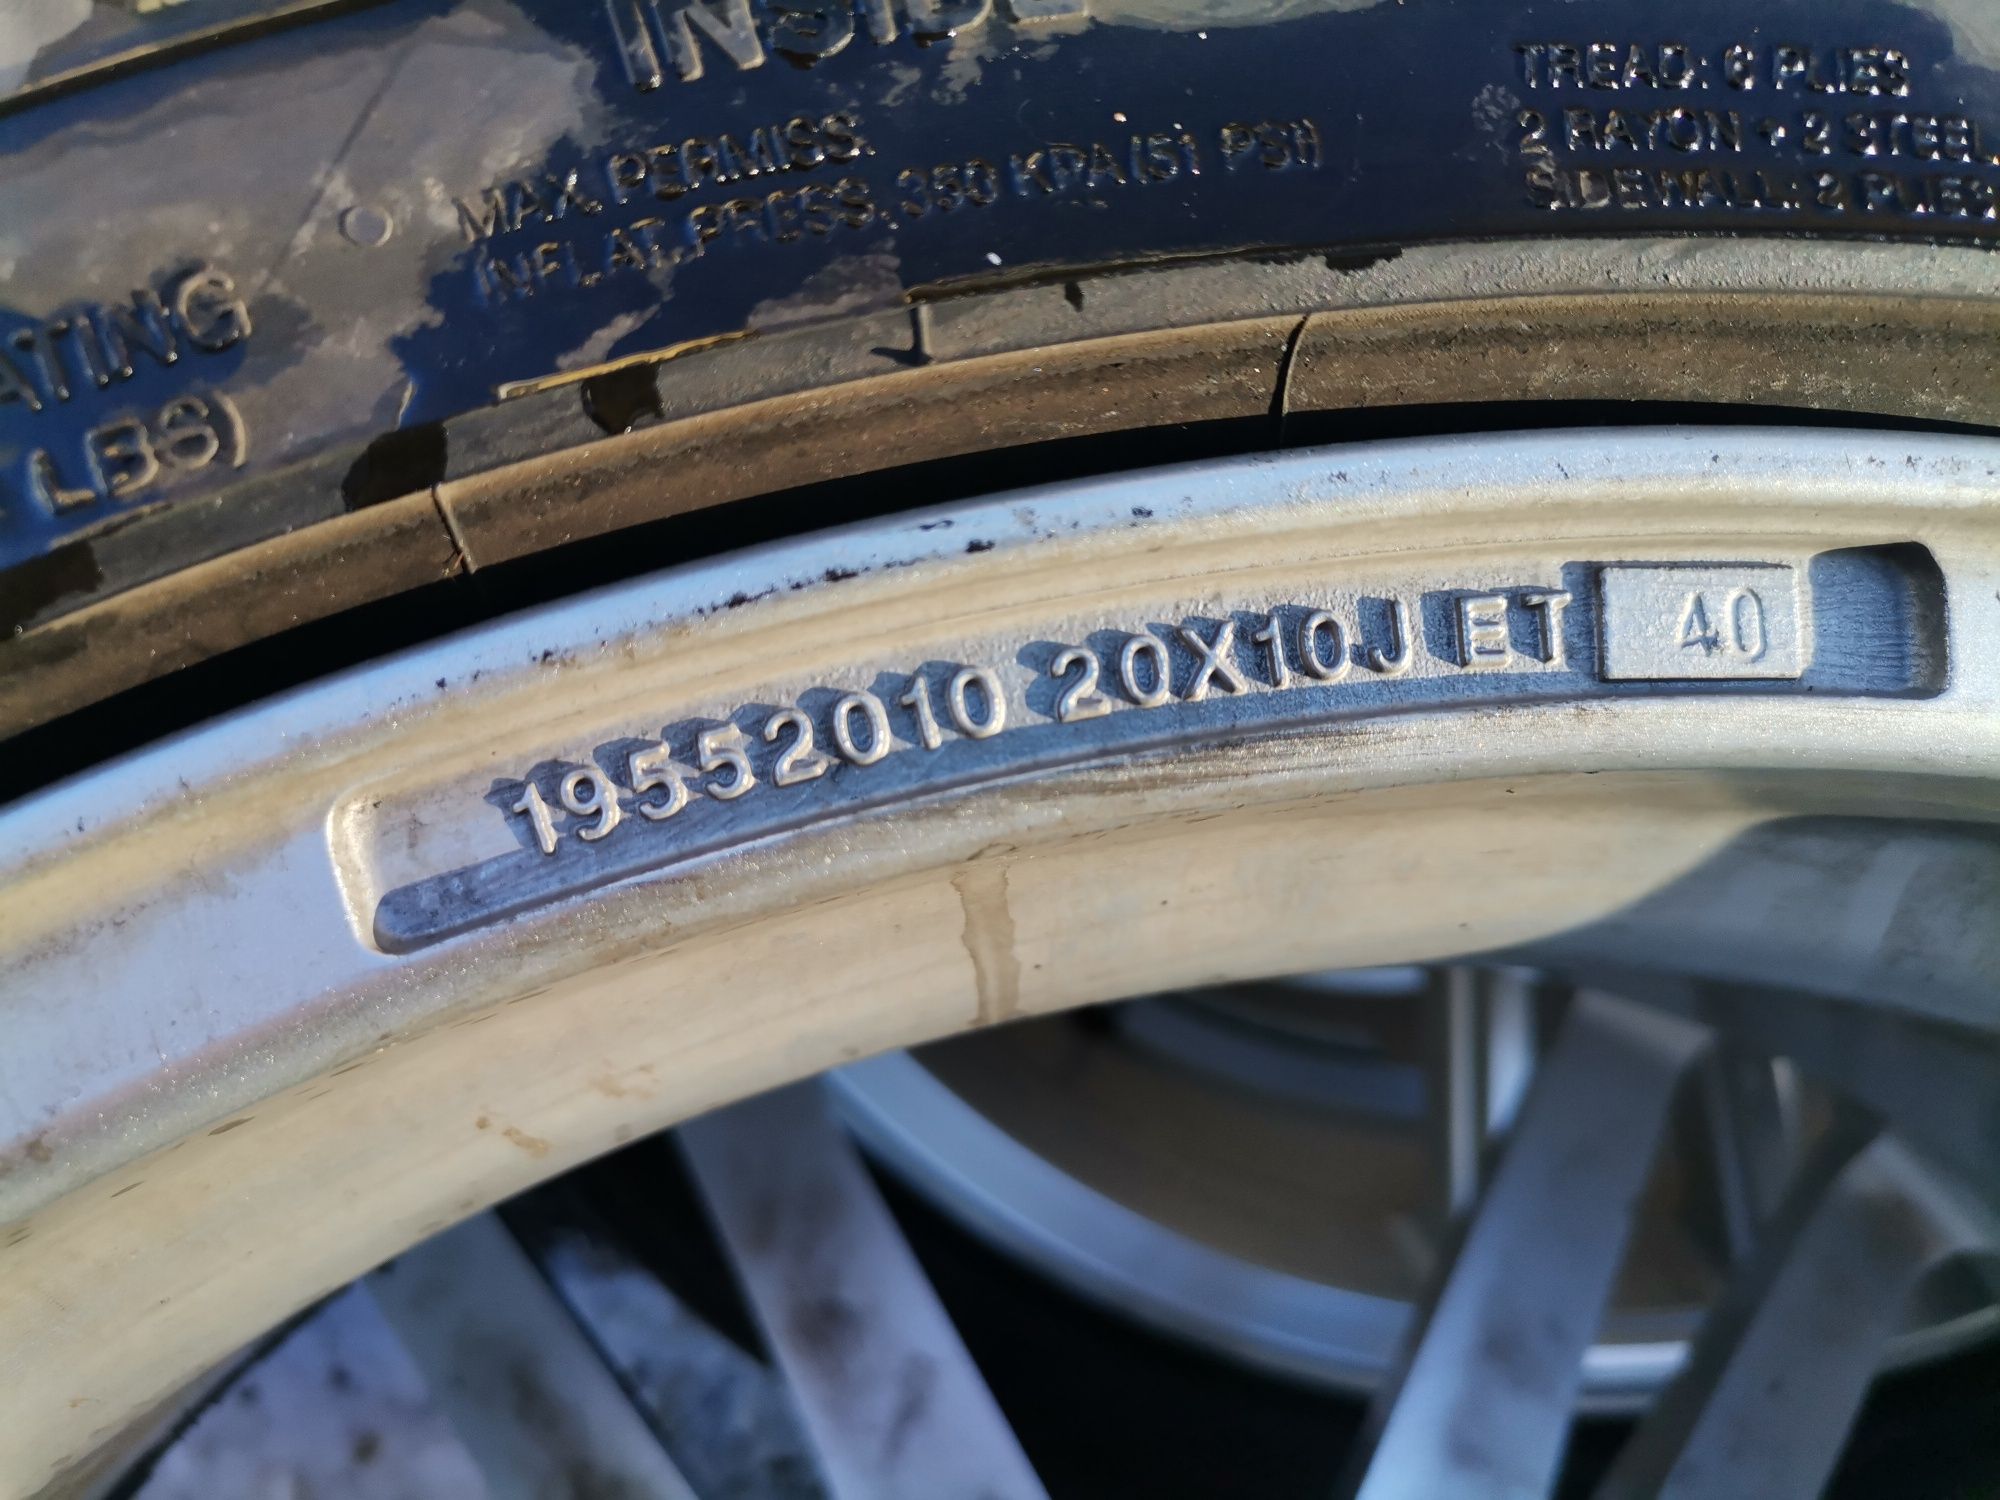 INSIDE
TREAD: 6 PLIES
2 RAYON + 2 STEEL
SIDEWALL: 2 PLIES
MAX. PERMISS.
INFLAT. PRESS. 350 KPA (51 PSI)
ATING
LBS)
19552010 20X10J ET 40